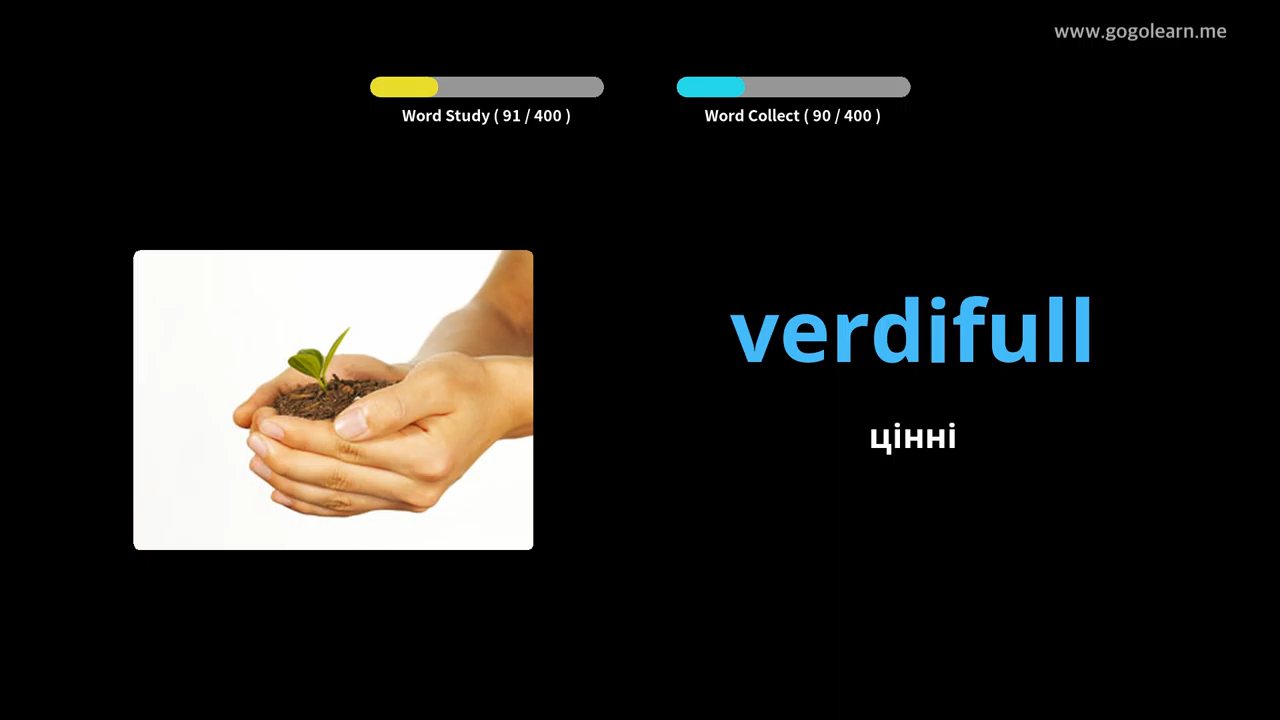 www.gogolearn.me
Word Study ( 91 / 400 )
Word Collect ( 90 / 400 )
verdifull
цінні